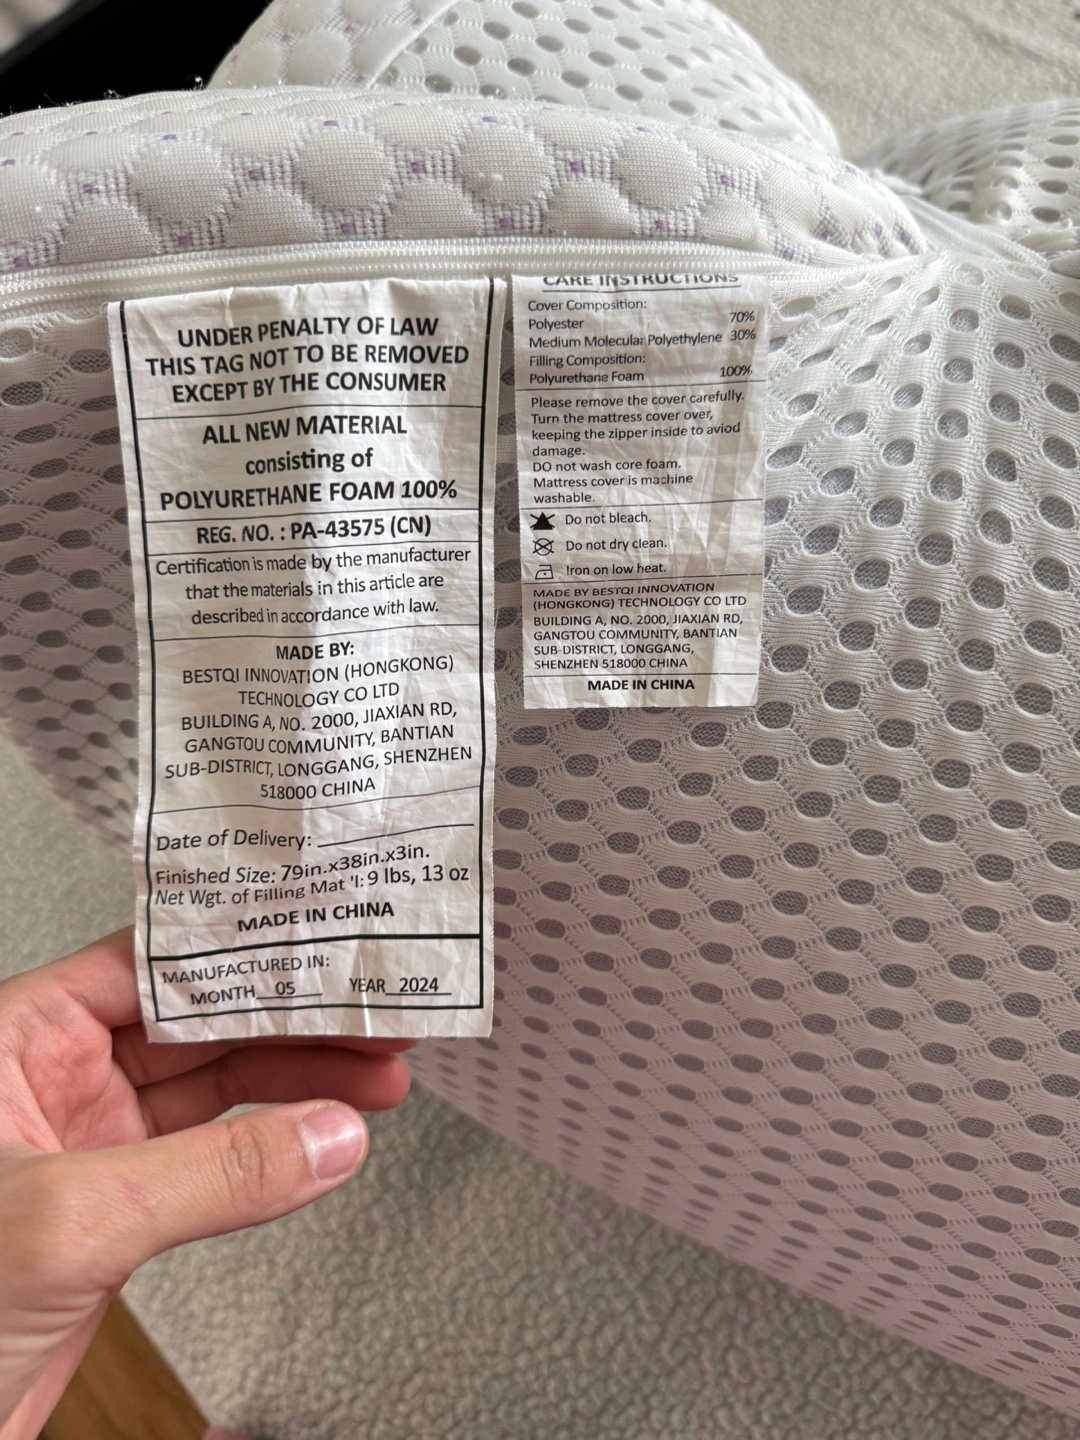 UNDER PENALTY OF LAW
THIS TAG NOT TO BE REMOVED
EXCEPT BY THE CONSUMER
ALL NEW MATERIAL
consisting of
POLYURETHANE FOAM 100%
REG. NO. : PA-43575 (CN)
Certification is made by the manufacturer
that the materials in this article are
described in accordance with law.
MADE BY:
BESTQI INNOVATION (HONGKONG)
TECHNOLOGY CO LTD
BUILDING A, NO. 2000, JIAXIAN RD,
GANGTOU COMMUNITY, BANTIAN
SUB-DISTRICT, LONGGANG, SHENZHEN
518000 CHINA
Date of Delivery:
Finished Size: 79in.x38in.x3in.
Net Wgt. of Filling Mat 'l: 9 lbs, 13 oz
MADE IN CHINA
MANUFACTURED IN:
MONTH 05 YEAR 2024
CARE INSTRUCTIONS
Cover Composition:
Polyester 70%
Medium Molecular Polyethylene 30%
Filling Composition:
Polyurethane Foam 100%
Please remove the cover carefully.
Turn the mattress cover over,
keeping the zipper inside to aviod
damage.
DO not wash core foam.
Mattress cover is machine
washable.
Do not bleach.
Do not dry clean.
Iron on low heat.
MADE BY BESTQI INNOVATION
(HONGKONG) TECHNOLOGY CO LTD
BUILDING A, NO. 2000, JIAXIAN RD,
GANGTOU COMMUNITY, BANTIAN
SUB-DISTRICT, LONGGANG,
SHENZHEN 518000 CHINA
MADE IN CHINA